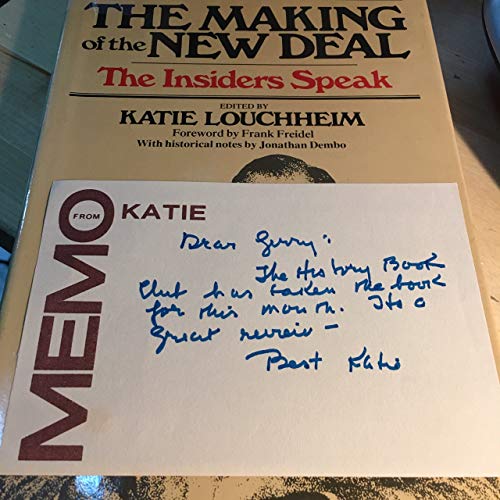 THE MAKING
of the NEW DEAL
The Insiders Speak
EDITED BY
KATIE LOUCHHEIM
Foreword by Frank Freidel
With historical notes by Jonathan Dembo
MEMO FROM KATIE
Dear Gerry:
The History Book
Club has taken the book
for this month. Its a
great review -
Best Katie